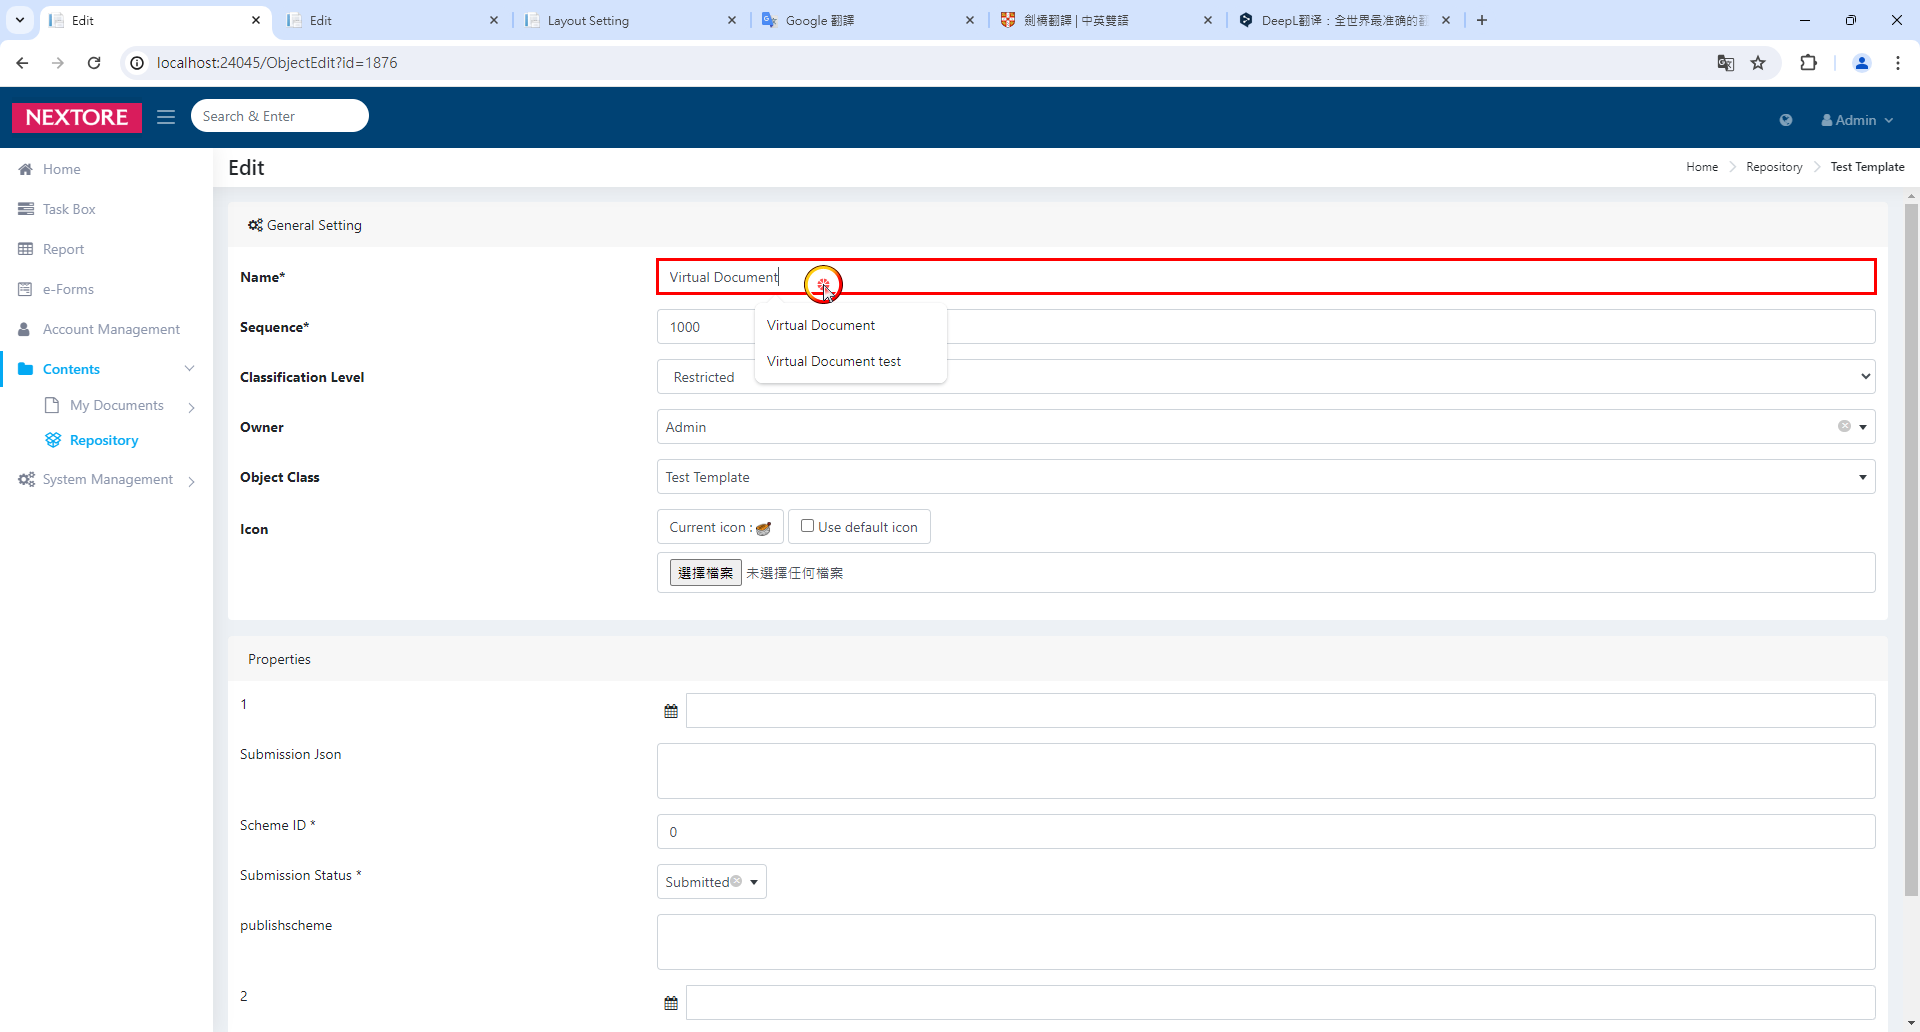 Edit
Edit
Layout Setting
Google 翻譯
劍橋翻譯 | 中英雙語
DeepL翻译：全世界最准确的翻
localhost:24045/ObjectEdit?id=1876
NEXTORE
Search & Enter
Admin
Home
Task Box
Report
e-Forms
Account Management
Contents
My Documents
Repository
System Management
Edit
Home
Repository
Test Template
General Setting
Name*
Virtual Document
Virtual Document
Virtual Document test
Sequence*
1000
Classification Level
Restricted
Owner
Admin
Object Class
Test Template
Icon
Current icon :
Use default icon
選擇檔案 未選擇任何檔案
Properties
1
Submission Json
Scheme ID *
0
Submission Status *
Submitted
publishscheme
2